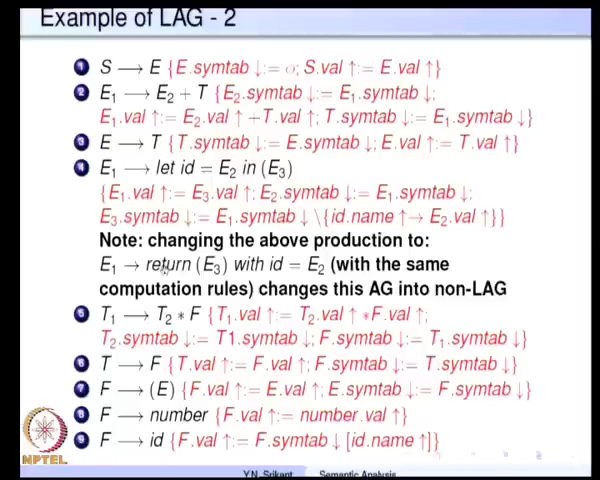 Example of LAG - 2
1 S ⟶ E {E.symtab ↓:= φ; S.val ↑:= E.val ↑}
2 E₁ ⟶ E₂ + T {E₂.symtab ↓:= E₁.symtab ↓;
E₁.val ↑:= E₂.val ↑ +T.val ↑; T.symtab ↓:= E₁.symtab ↓}
3 E ⟶ T {T.symtab ↓:= E.symtab ↓; E.val ↑:= T.val ↑}
4 E₁ ⟶ let id = E₂ in (E₃)
{E₁.val ↑:= E₃.val ↑; E₂.symtab ↓:= E₁.symtab ↓;
E₃.symtab ↓:= E₁.symtab ↓ \{id.name ↑→ E₂.val ↑}}
Note: changing the above production to:
E₁ → return (E₃) with id = E₂ (with the same
computation rules) changes this AG into non-LAG
5 T₁ ⟶ T₂ * F {T₁.val ↑:= T₂.val ↑ *F.val ↑;
T₂.symtab ↓:= T1.symtab ↓; F.symtab ↓:= T₁.symtab ↓}
6 T ⟶ F {T.val ↑:= F.val ↑; F.symtab ↓:= T.symtab ↓}
7 F ⟶ (E) {F.val ↑:= E.val ↑; E.symtab ↓:= F.symtab ↓}
8 F ⟶ number {F.val ↑:= number.val ↑}
9 F ⟶ id {F.val ↑:= F.symtab ↓ [id.name ↑]}
NPTEL
Y.N. Srikant Semantic Analysis